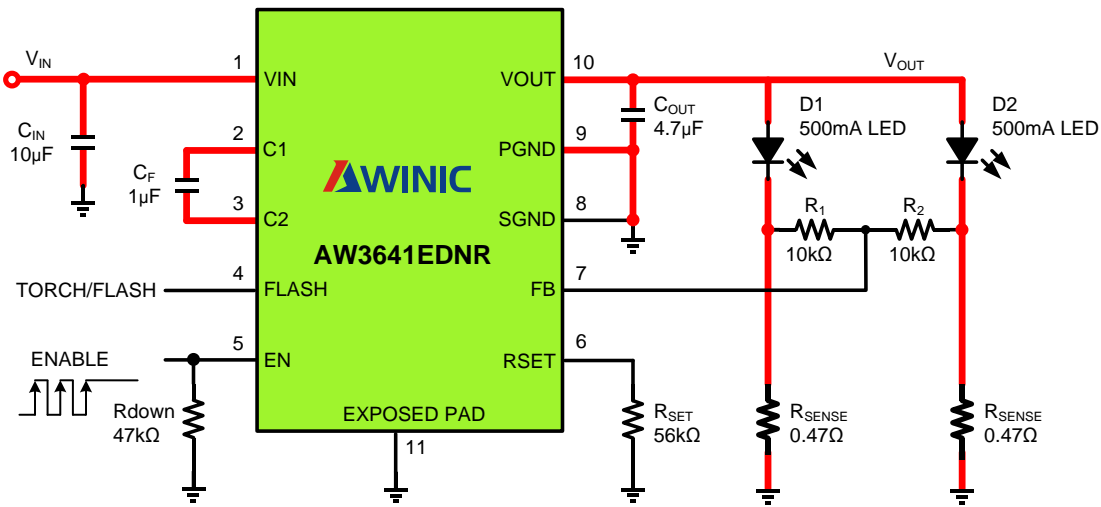 VIN
VOUT
1
VIN
VOUT
10
CIN
10µF
COUT
4.7µF
D1
500mA LED
D2
500mA LED
2
C1
PGND
9
CF
1µF
AWINIC
3
C2
SGND
8
R1
10kΩ
R2
10kΩ
AW3641EDNR
TORCH/FLASH
4
FLASH
FB
7
ENABLE
5
EN
RSET
6
Rdown
47kΩ
EXPOSED PAD
11
RSET
56kΩ
RSENSE
0.47Ω
RSENSE
0.47Ω